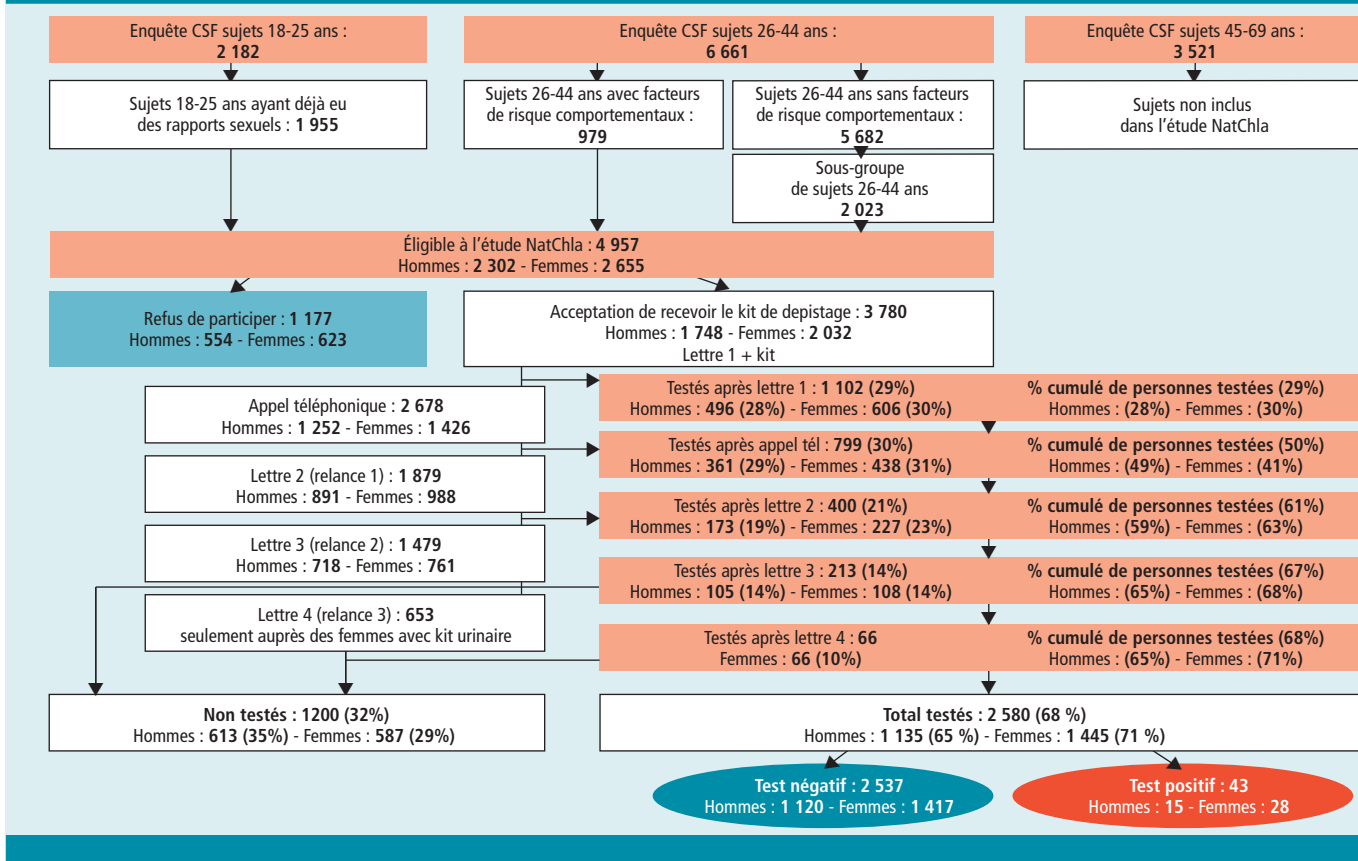 Enquête CSF sujets 18-25 ans :
2 182
Enquête CSF sujets 26-44 ans :
6 661
Enquête CSF sujets 45-69 ans :
3 521
Sujets 18-25 ans ayant déjà eu
des rapports sexuels : 1 955
Sujets 26-44 ans avec facteurs
de risque comportementaux :
979
Sujets 26-44 ans sans facteurs
de risque comportementaux :
5 682
Sujets non inclus
dans l'étude NatChla
Sous-groupe
de sujets 26-44 ans
2 023
Éligible à l'étude NatChla : 4 957
Hommes : 2 302 - Femmes : 2 655
Refus de participer : 1 177
Hommes : 554 - Femmes : 623
Acceptation de recevoir le kit de depistage : 3 780
Hommes : 1 748 - Femmes : 2 032
Lettre 1 + kit
Testés après lettre 1 : 1 102 (29%)
Hommes : 496 (28%) - Femmes : 606 (30%)
% cumulé de personnes testées (29%)
Hommes : (28%) - Femmes : (30%)
Appel téléphonique : 2 678
Hommes : 1 252 - Femmes : 1 426
Testés après appel tél : 799 (30%)
Hommes : 361 (29%) - Femmes : 438 (31%)
% cumulé de personnes testées (50%)
Hommes : (49%) - Femmes : (41%)
Lettre 2 (relance 1) : 1 879
Hommes : 891 - Femmes : 988
Testés après lettre 2 : 400 (21%)
Hommes : 173 (19%) - Femmes : 227 (23%)
% cumulé de personnes testées (61%)
Hommes : (59%) - Femmes : (63%)
Lettre 3 (relance 2) : 1 479
Hommes : 718 - Femmes : 761
Testés après lettre 3 : 213 (14%)
Hommes : 105 (14%) - Femmes : 108 (14%)
% cumulé de personnes testées (67%)
Hommes : (65%) - Femmes : (68%)
Lettre 4 (relance 3) : 653
seulement auprès des femmes avec kit urinaire
Testés après lettre 4 : 66
Femmes : 66 (10%)
% cumulé de personnes testées (68%)
Hommes : (65%) - Femmes : (71%)
Non testés : 1200 (32%)
Hommes : 613 (35%) - Femmes : 587 (29%)
Total testés : 2 580 (68 %)
Hommes : 1 135 (65 %) - Femmes : 1 445 (71 %)
Test négatif : 2 537
Hommes : 1 120 - Femmes : 1 417
Test positif : 43
Hommes : 15 - Femmes : 28